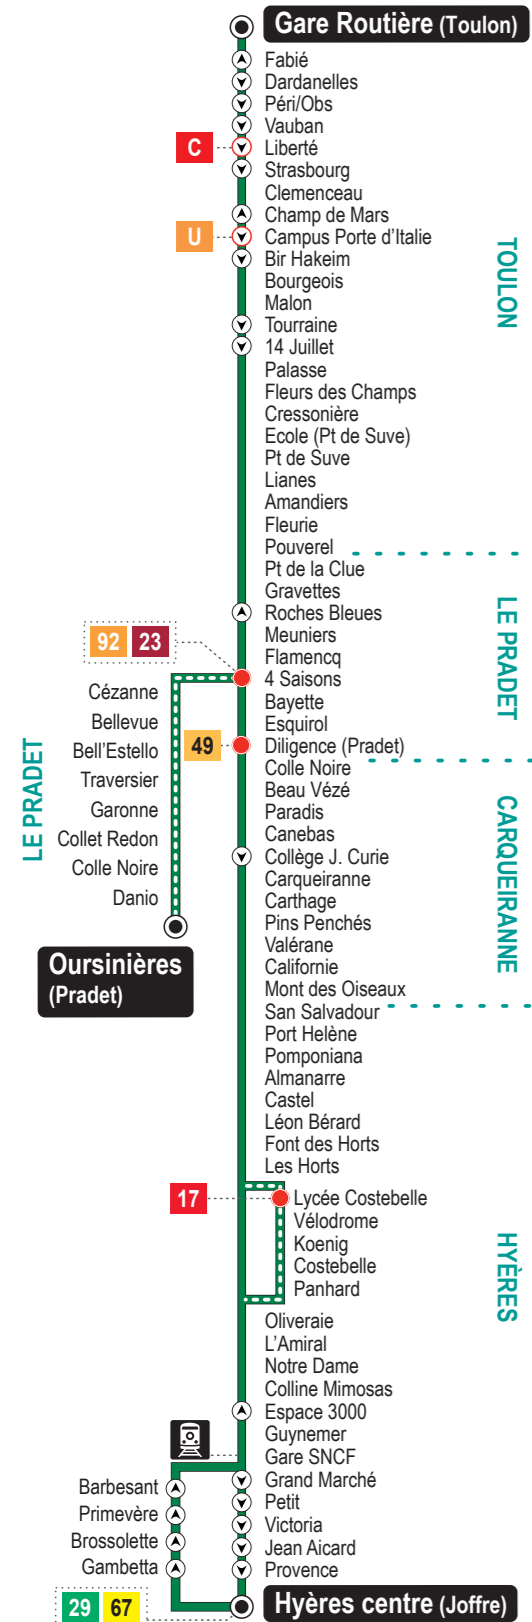 Gare Routière (Toulon)
Fabié
Dardanelles
Péri/Obs
Vauban
C
Liberté
Strasbourg
Clemenceau
Champ de Mars
U
Campus Porte d'Italie
Bir Hakeim
Bourgeois
Malon
Tourraine
14 Juillet
Palasse
Fleurs des Champs
Cressonière
Ecole (Pt de Suve)
Pt de Suve
Lianes
Amandiers
Fleurie
Pouverel
TOULON
Pt de la Clue
Gravettes
Roches Bleues
Meuniers
Flamencq
92 23
4 Saisons
Bayette
Esquirol
49
Diligence (Pradet)
LE PRADET
Cézanne
Bellevue
Bell'Estello
Traversier
Garonne
Collet Redon
Colle Noire
Danio
LE PRADET
Oursinières
(Pradet)
Colle Noire
Beau Vézé
Paradis
Canebas
Collège J. Curie
Carqueiranne
Carthage
Pins Penchés
Valérane
Californie
Mont des Oiseaux
CARQUEIRANNE
San Salvadour
Port Helène
Pomponiana
Almanarre
Castel
Léon Bérard
Font des Horts
Les Horts
17
Lycée Costebelle
Vélodrome
Koenig
Costebelle
Panhard
Oliveraie
L'Amiral
Notre Dame
Colline Mimosas
Espace 3000
Guynemer
Gare SNCF
Grand Marché
Petit
Victoria
Jean Aicard
Provence
HYÈRES
Barbesant
Primevère
Brossolette
Gambetta
29 67
Hyères centre (Joffre)